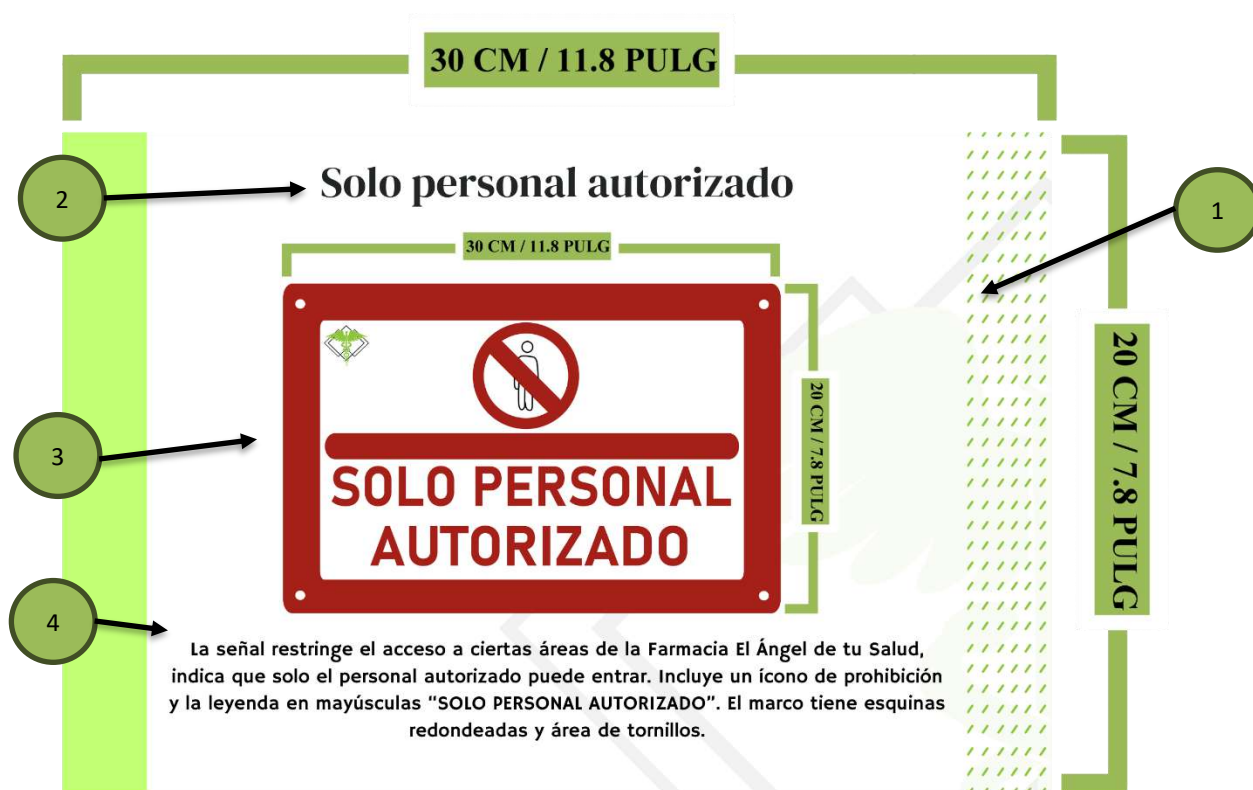 30 CM / 11.8 PULG
2
Solo personal autorizado
1
30 CM / 11.8 PULG
3
SOLO PERSONAL
AUTORIZADO
20 CM / 7.8 PULG
20 CM / 7.8 PULG
4
La señal restringe el acceso a ciertas áreas de la Farmacia El Ángel de tu Salud,
indica que solo el personal autorizado puede entrar. Incluye un ícono de prohibición
y la leyenda en mayúsculas “SOLO PERSONAL AUTORIZADO”. El marco tiene esquinas
redondeadas y área de tornillos.